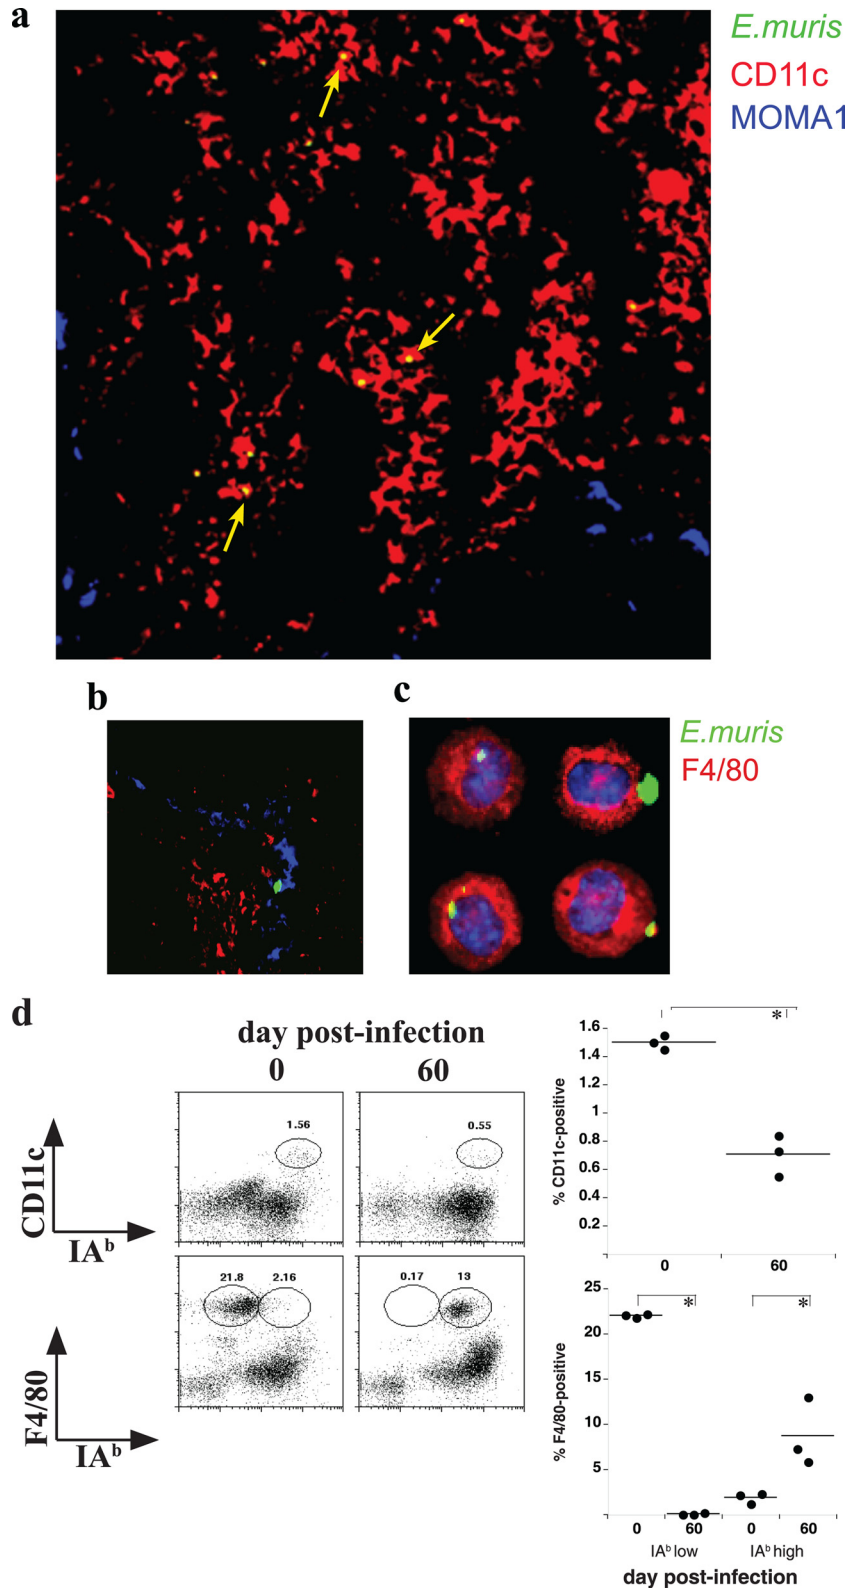 a
E.muris
CD11c
MOMA1
b
c
E.muris
F4/80
d
day post-infection
0
60
CD11c
IAb
1.56
0.55
F4/80
IAb
21.8
2.16
0.17
13
% CD11c-positive
1.6
1.4
1.2
1
0.8
0.6
0.4
0.2
*
0
60
% F4/80-positive
25
20
15
10
5
*
*
0
60
0
60
IAb low
IAb high
day post-infection